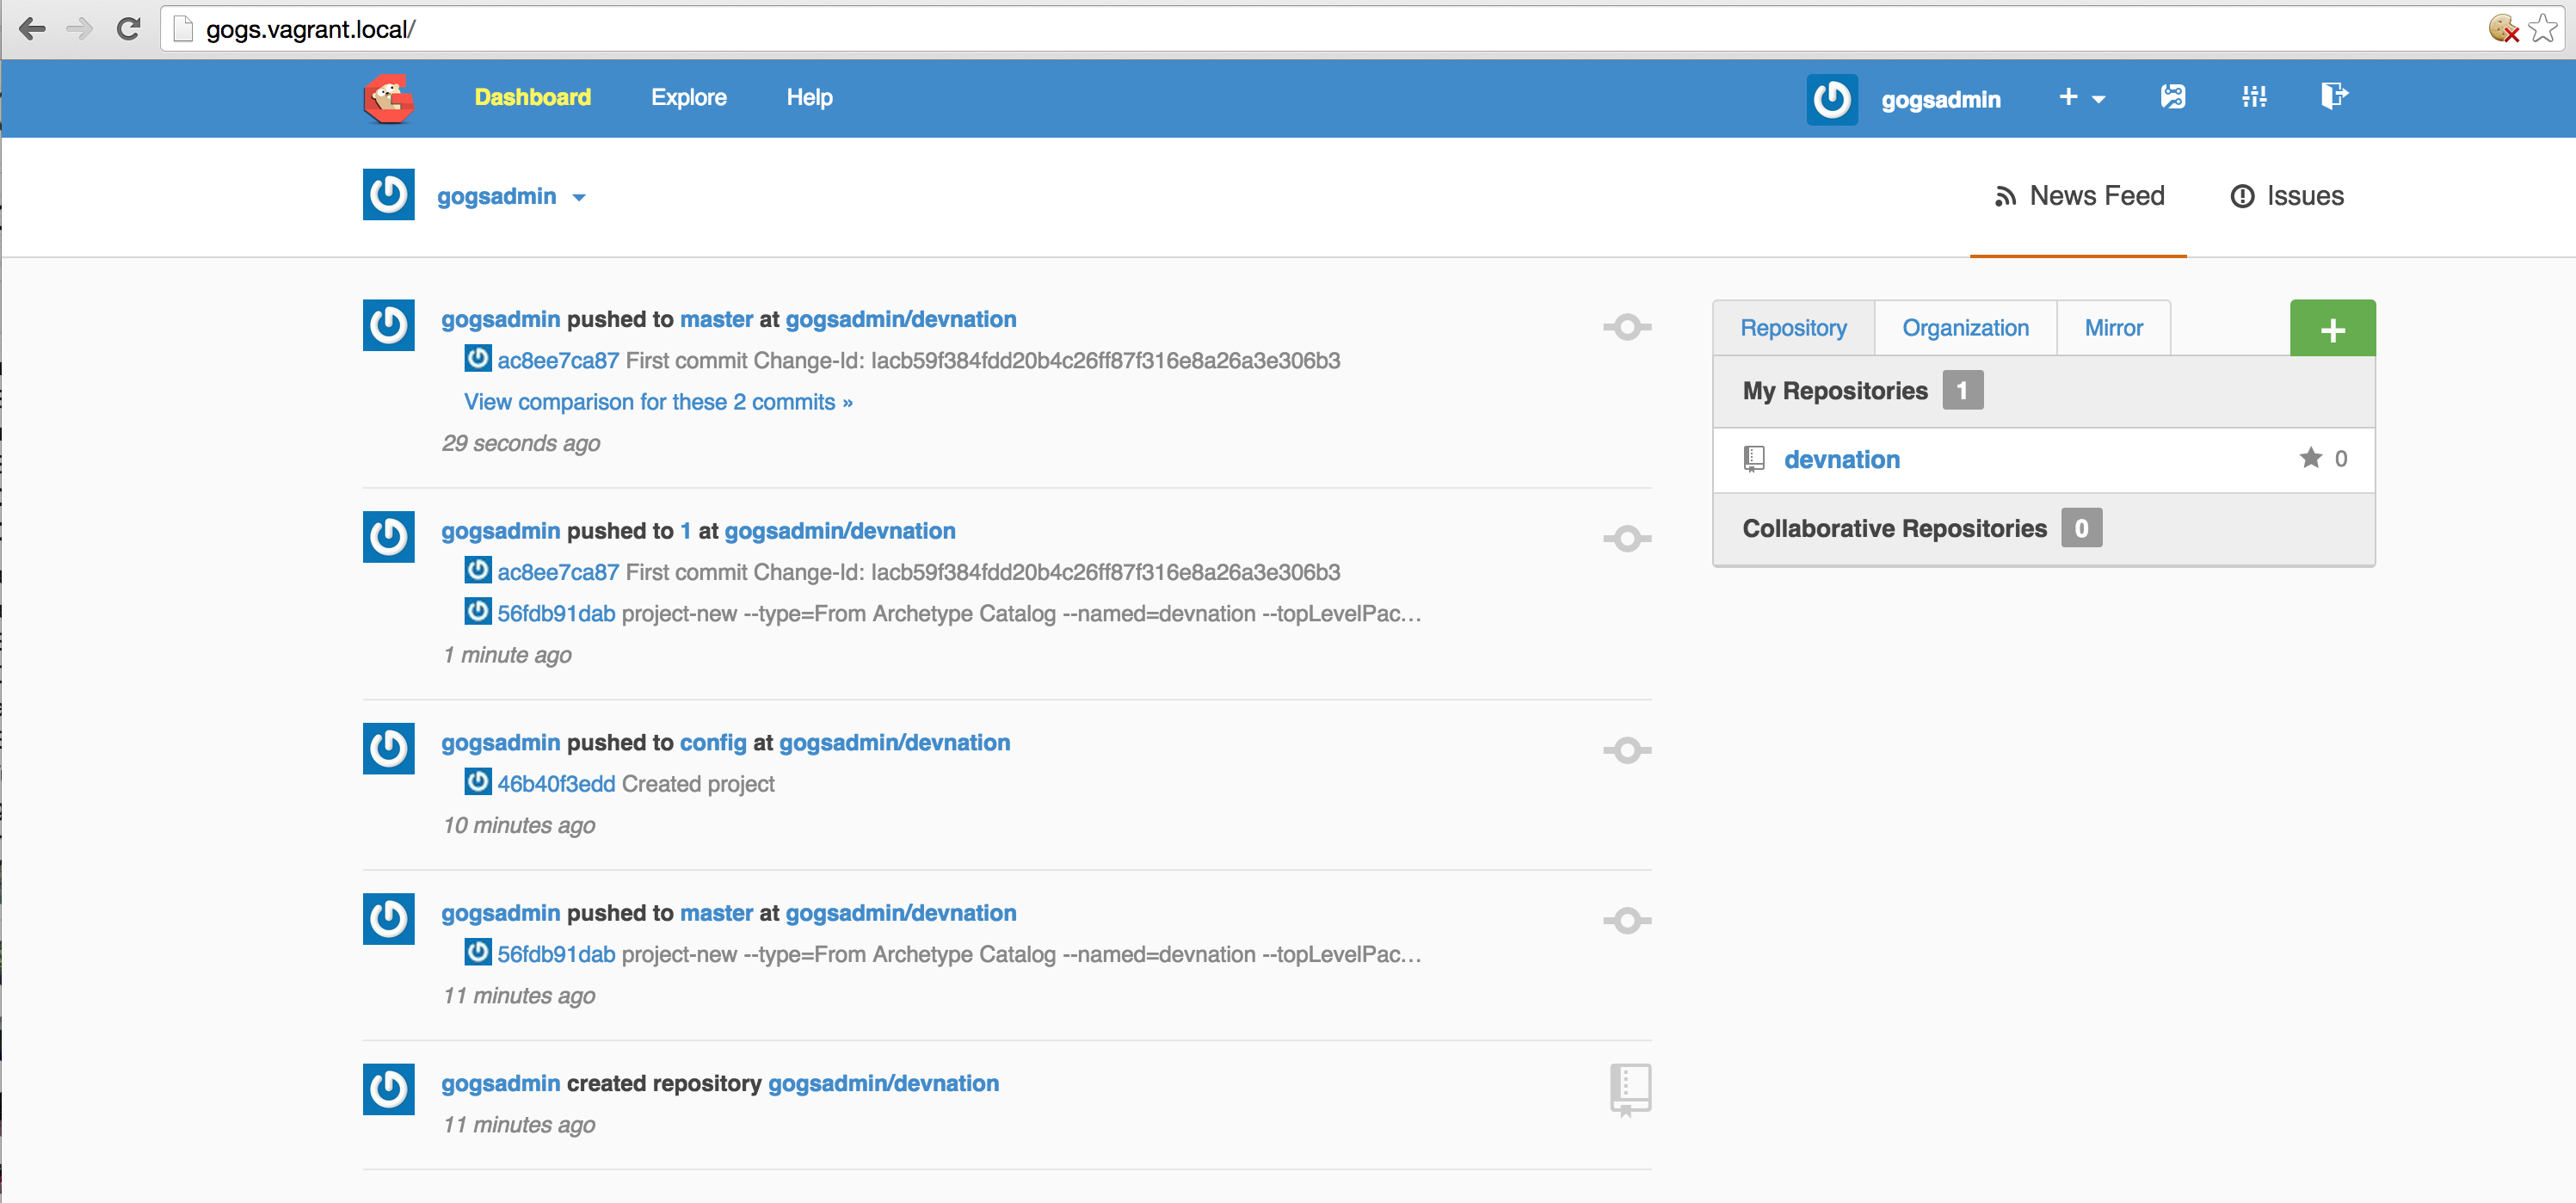 gogs.vagrant.local/
Dashboard Explore Help gogsadmin
gogsadmin News Feed Issues
gogsadmin pushed to master at gogsadmin/devnation
ac8ee7ca87 First commit Change-Id: Iacb59f384fdd20b4c26ff87f316e8a26a3e306b3
View comparison for these 2 commits »
29 seconds ago
gogsadmin pushed to 1 at gogsadmin/devnation
ac8ee7ca87 First commit Change-Id: Iacb59f384fdd20b4c26ff87f316e8a26a3e306b3
56fdb91dab project-new --type=From Archetype Catalog --named=devnation --topLevelPac...
1 minute ago
gogsadmin pushed to config at gogsadmin/devnation
46b40f3edd Created project
10 minutes ago
gogsadmin pushed to master at gogsadmin/devnation
56fdb91dab project-new --type=From Archetype Catalog --named=devnation --topLevelPac...
11 minutes ago
gogsadmin created repository gogsadmin/devnation
11 minutes ago
Repository Organization Mirror
My Repositories 1
devnation 0
Collaborative Repositories 0